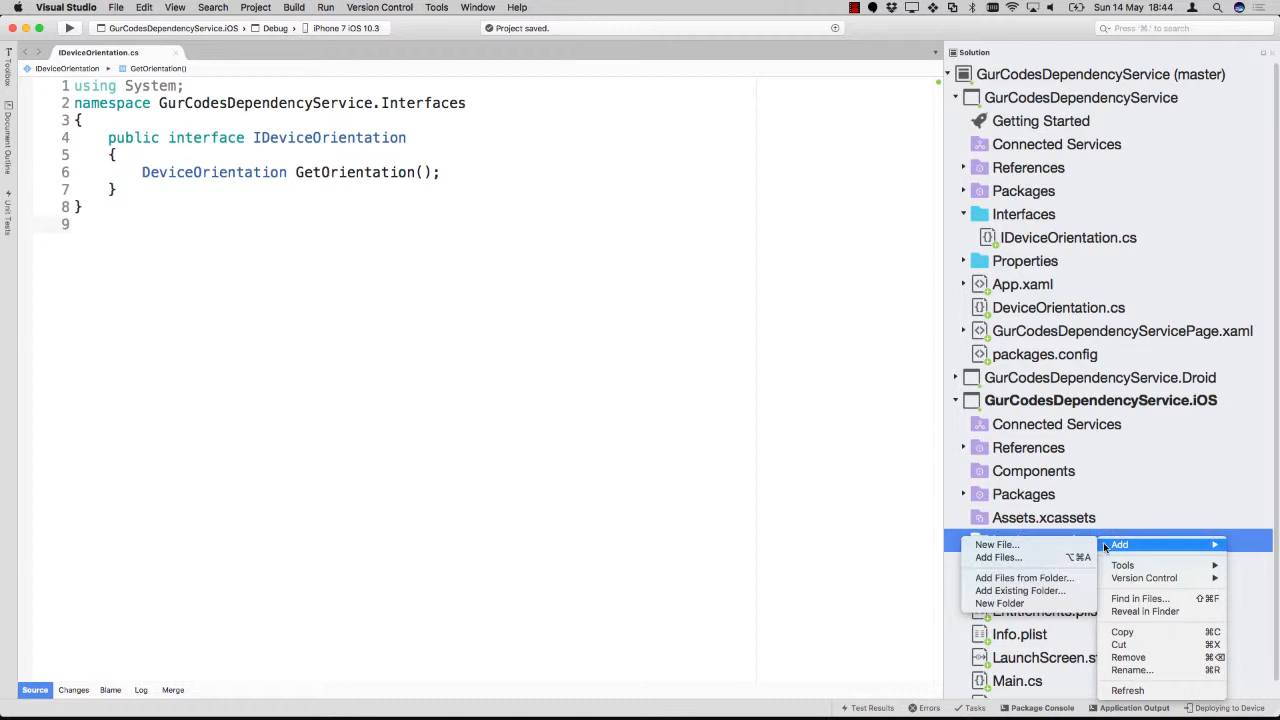 Visual Studio File Edit View Search Project Build Run Version Control Tools Window Help Sun 14 May 18:44
GurCodesDependencyService.iOS Debug iPhone 7 iOS 10.3 Project saved. Press '⌘.' to search
IDeviceOrientation.cs
IDeviceOrientation GetOrientation()
Toolbox
Document Outline
Unit Tests
1 using System;
2 namespace GurCodesDependencyService.Interfaces
3 {
4 public interface IDeviceOrientation
5 {
6 DeviceOrientation GetOrientation();
7 }
8 }
9
Solution
GurCodesDependencyService (master)
GurCodesDependencyService
Getting Started
Connected Services
References
Packages
Interfaces
IDeviceOrientation.cs
Properties
App.xaml
DeviceOrientation.cs
GurCodesDependencyServicePage.xaml
packages.config
GurCodesDependencyService.Droid
GurCodesDependencyService.iOS
Connected Services
References
Components
Packages
Assets.xcassets
Info.plist
LaunchScreen.s
Main.cs
New File...
Add Files... ⌥⌘A
Add Files from Folder...
Add Existing Folder...
New Folder
Add
Tools
Version Control
Find in Files... ⇧⌘F
Reveal in Finder
Copy ⌘C
Cut ⌘X
Remove ⌘⌫
Rename... ⌘R
Refresh
Source Changes Blame Log Merge
Test Results Errors Tasks Package Console Application Output Deploying to Device